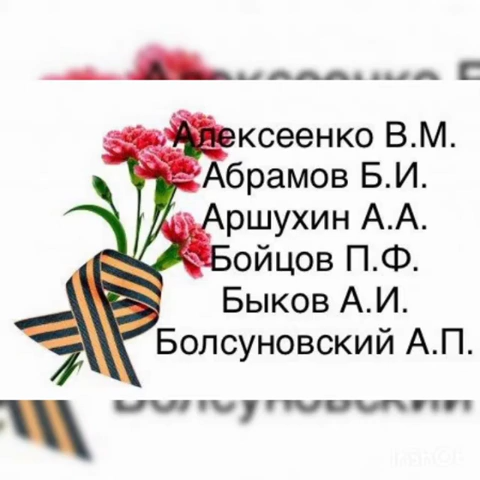 Алексеенко В.М.
Абрамов Б.И.
Аршухин А.А.
Бойцов П.Ф.
Быков А.И.
Болсуновский А.П.